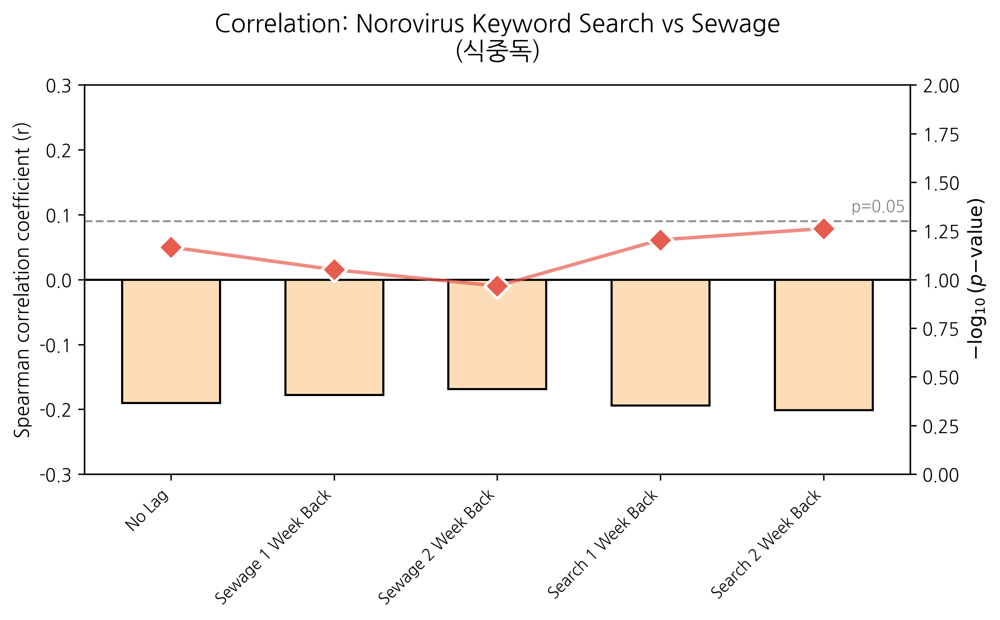 Correlation: Norovirus Keyword Search vs Sewage
(식중독)
Spearman correlation coefficient (r)
0.3
0.2
0.1
0.0
-0.1
-0.2
-0.3
2.00
1.75
1.50
1.25
1.00
0.75
0.50
0.25
0.00
−log₁₀(p−value)
p=0.05
No Lag
Sewage 1 Week Back
Sewage 2 Week Back
Search 1 Week Back
Search 2 Week Back